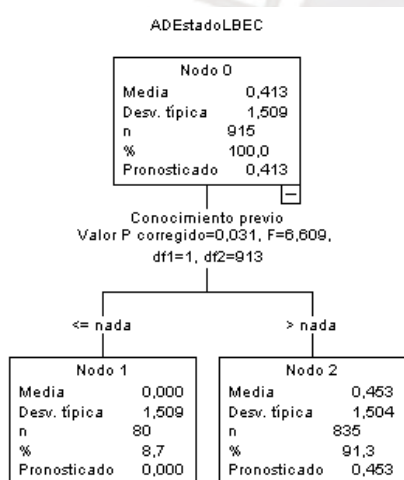 ADEstadoLBEC
Nodo 0
Media 0,413
Desv. típica 1,509
n 915
% 100,0
Pronosticado 0,413
Conocimiento previo
Valor P corregido=0,031, F=6,609,
df1=1, df2=913
<= nada
> nada
Nodo 1
Media 0,000
Desv. típica 1,509
n 80
% 8,7
Pronosticado 0,000
Nodo 2
Media 0,453
Desv. típica 1,504
n 835
% 91,3
Pronosticado 0,453